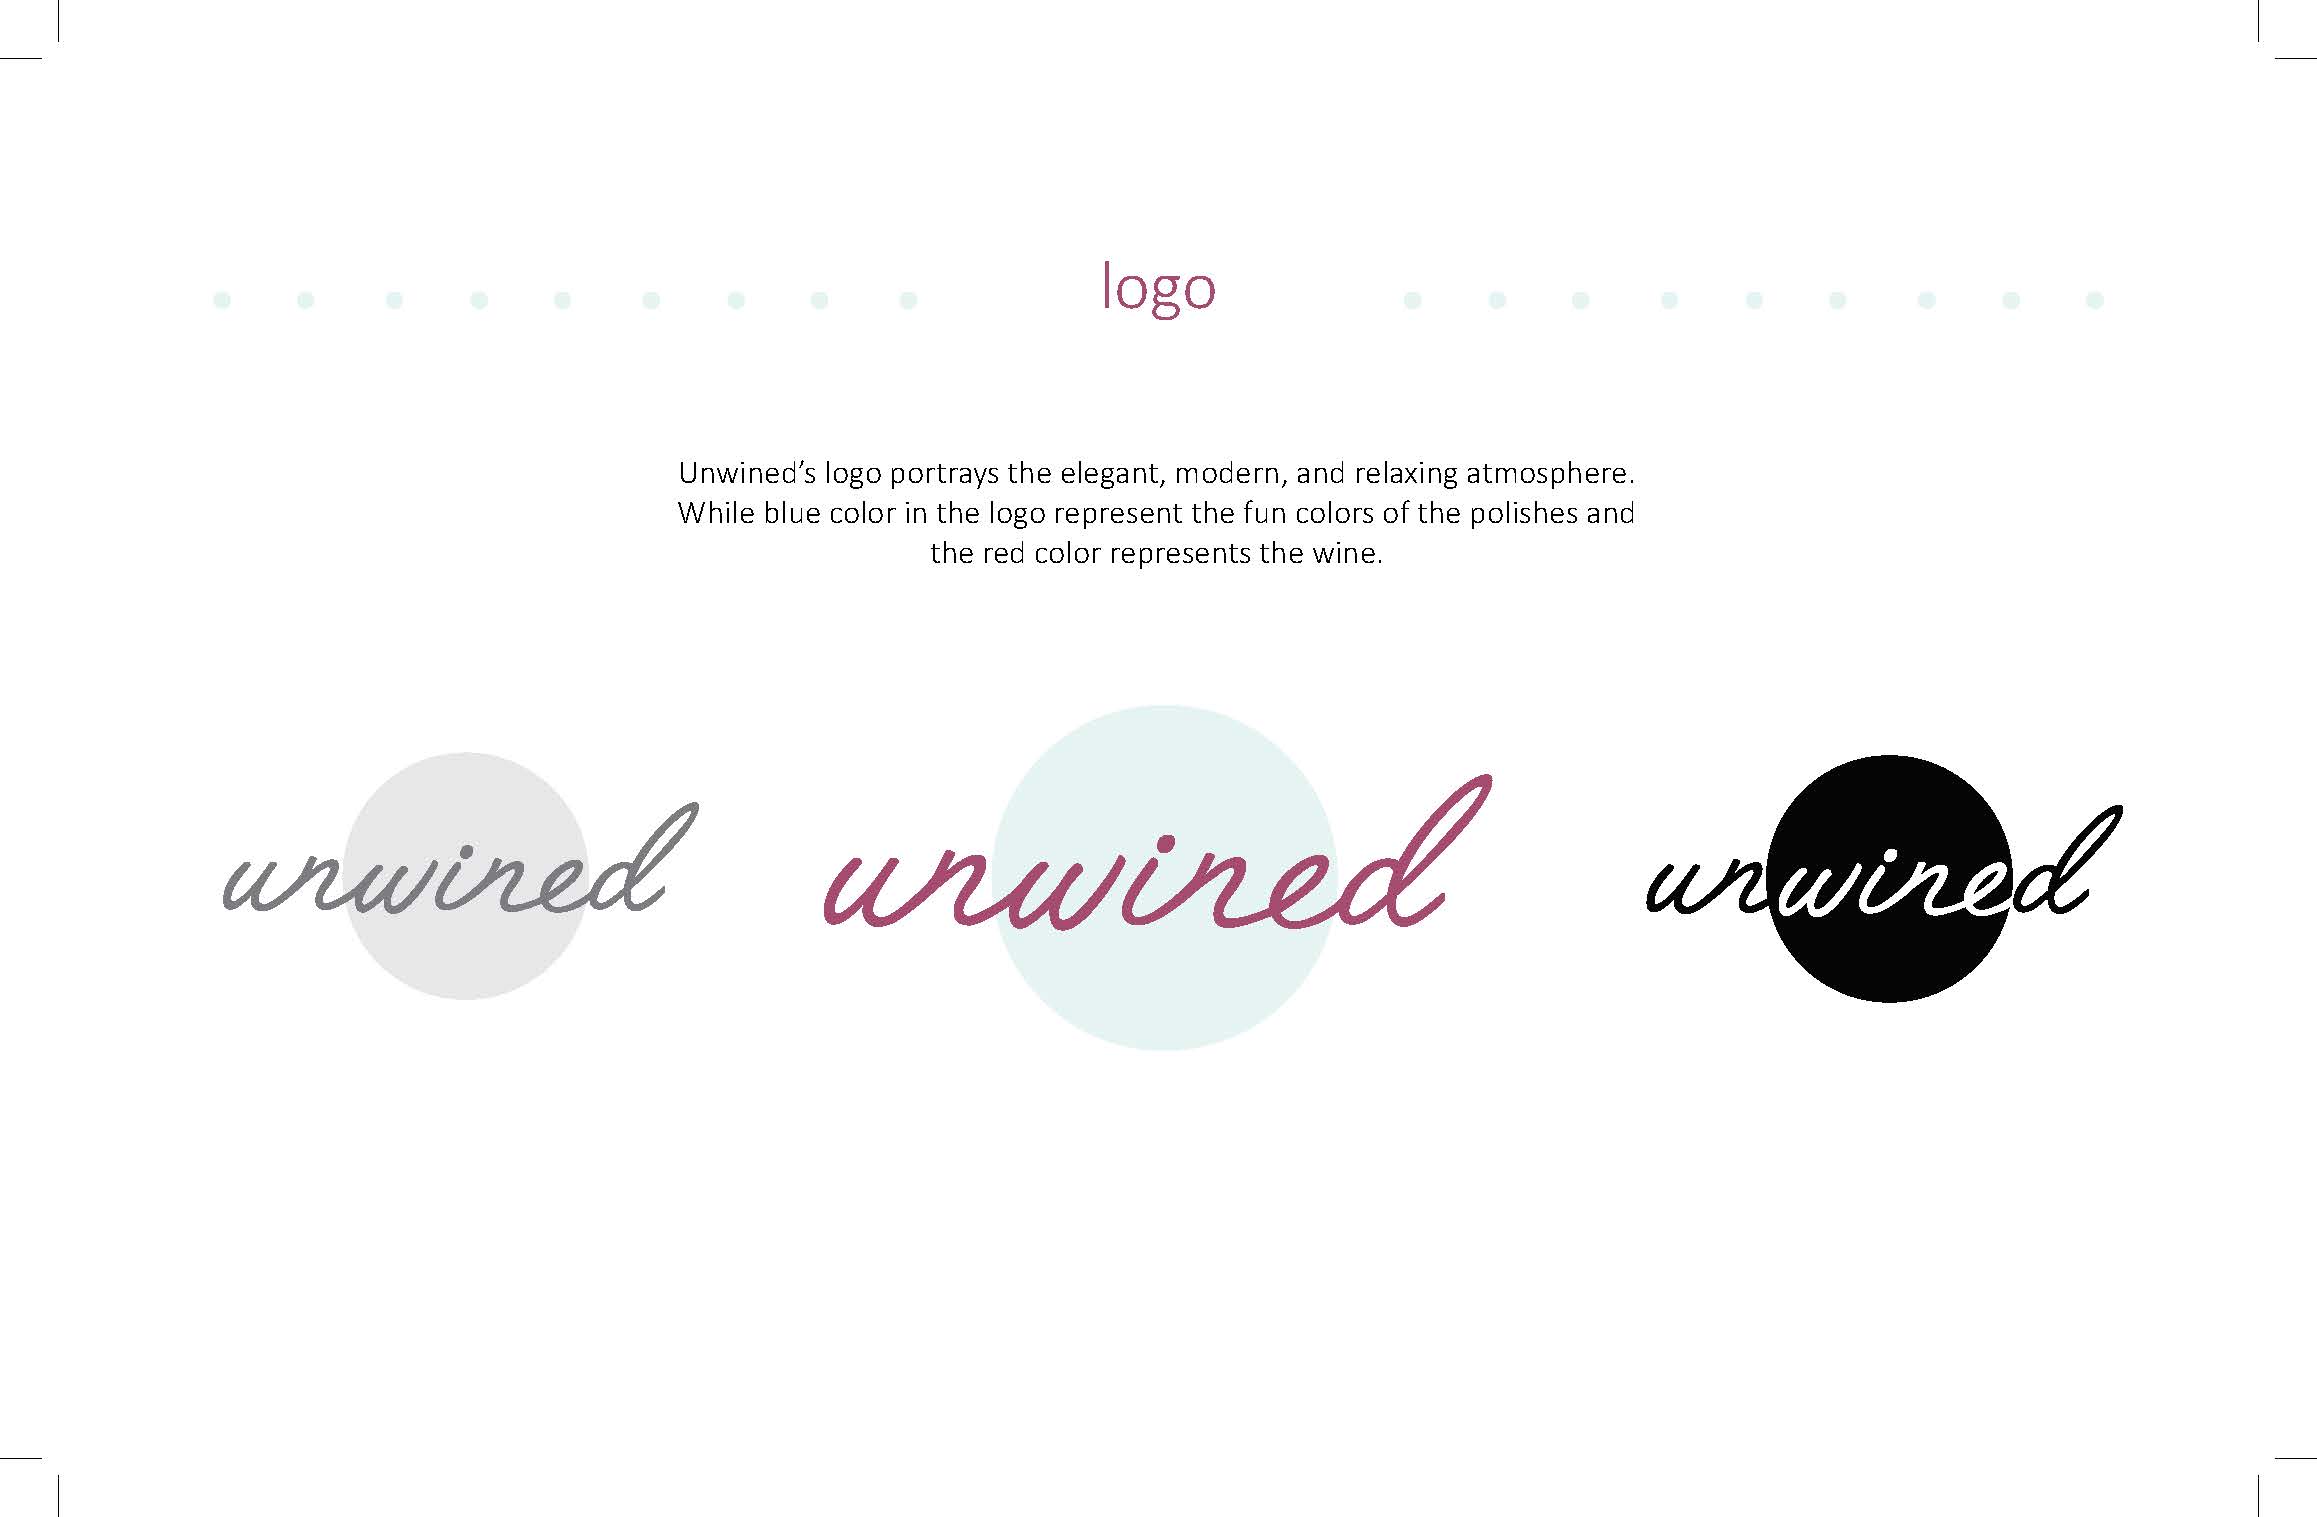 logo
Unwined’s logo portrays the elegant, modern, and relaxing atmosphere.
While blue color in the logo represent the fun colors of the polishes and
the red color represents the wine.
unwined
unwined
unwined